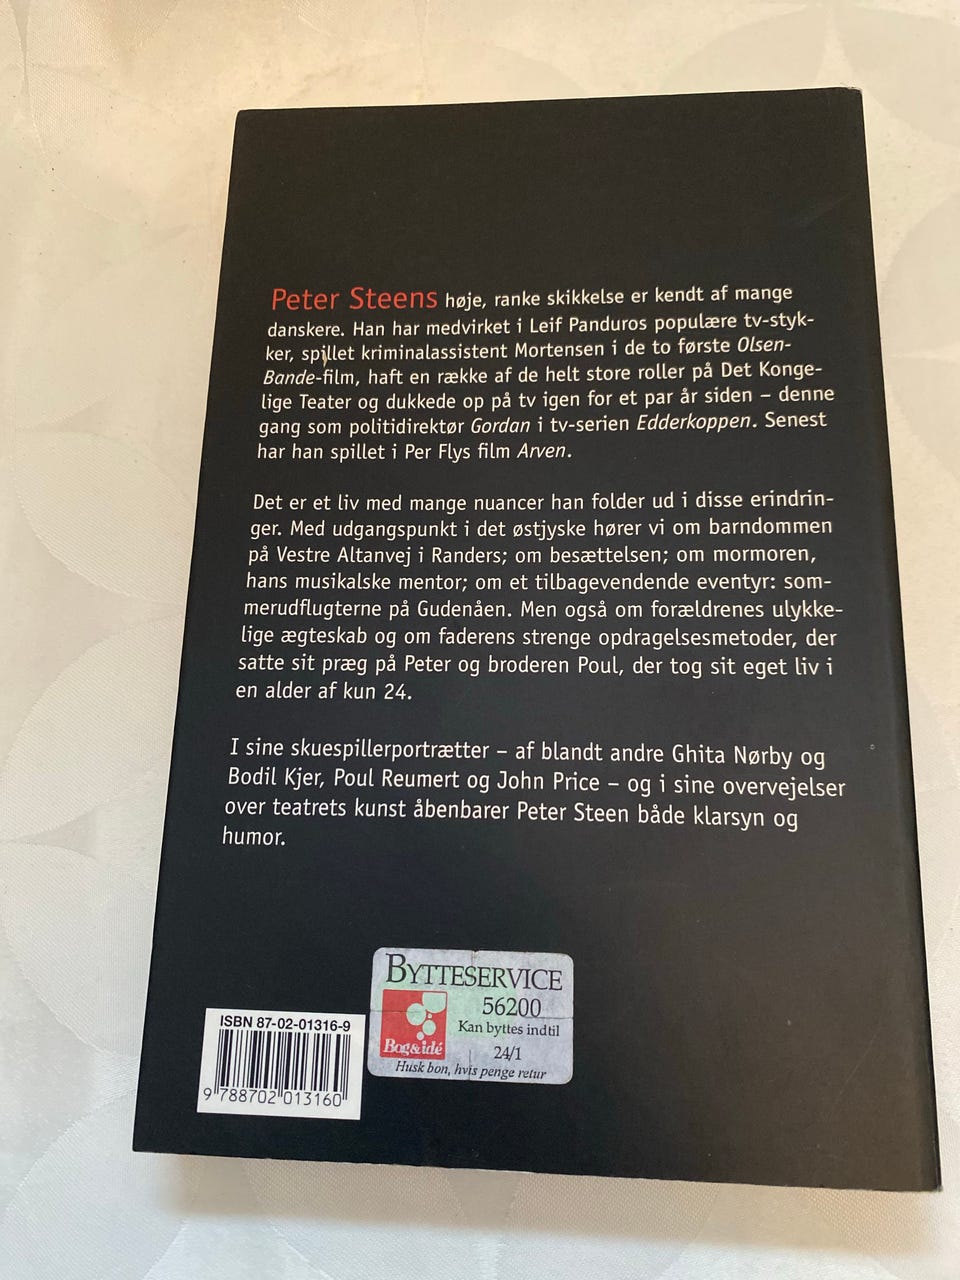 Peter Steens høje, ranke skikkelse er kendt af mange
danskere. Han har medvirket i Leif Panduros populære tv-styk-
ker, spillet kriminalassistent Mortensen i de to første Olsen-
Bande-film, haft en række af de helt store roller på Det Konge-
lige Teater og dukkede op på tv igen for et par år siden – denne
gang som politidirektør Gordan i tv-serien Edderkoppen. Senest
har han spillet i Per Flys film Arven.
Det er et liv med mange nuancer han folder ud i disse erindrin-
ger. Med udgangspunkt i det østjyske hører vi om barndommen
på Vestre Altanvej i Randers; om besættelsen; om mormoren,
hans musikalske mentor; om et tilbagevendende eventyr: som-
merudflugterne på Gudenåen. Men også om forældrenes ulykke-
lige ægteskab og om faderens strenge opdragelsesmetoder, der
satte sit præg på Peter og broderen Poul, der tog sit eget liv i
en alder af kun 24.
I sine skuespillerportrætter – af blandt andre Ghita Nørby og
Bodil Kjer, Poul Reumert og John Price – og i sine overvejelser
over teatrets kunst åbenbarer Peter Steen både klarsyn og
humor.
BYTTESERVICE
56200
Kan byttes indtil
24/1
Bog&idé
Husk bon, hvis penge retur
ISBN 87-02-01316-9
9 788702 013160